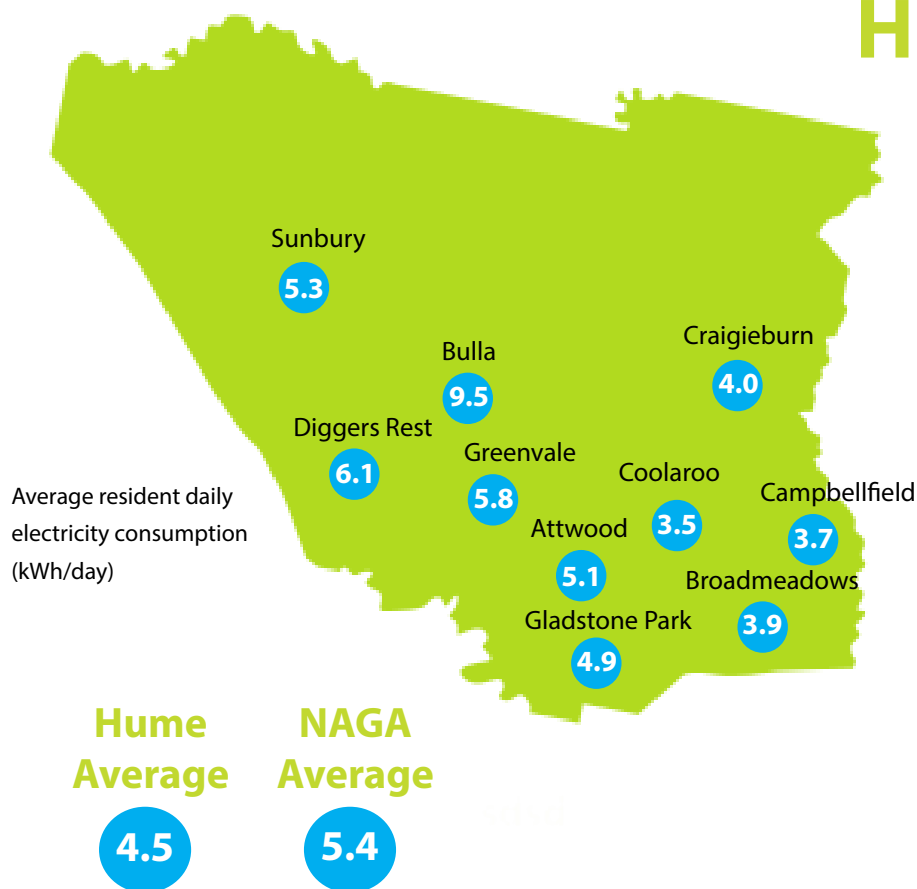 H
Sunbury
5.3
Bulla
9.5
Craigieburn
4.0
Diggers Rest
6.1
Greenvale
5.8
Coolaroo
3.5
Campbellfield
3.7
Attwood
5.1
Broadmeadows
3.9
Gladstone Park
4.9
Average resident daily
electricity consumption
(kWh/day)
Hume
Average
4.5
NAGA
Average
5.4